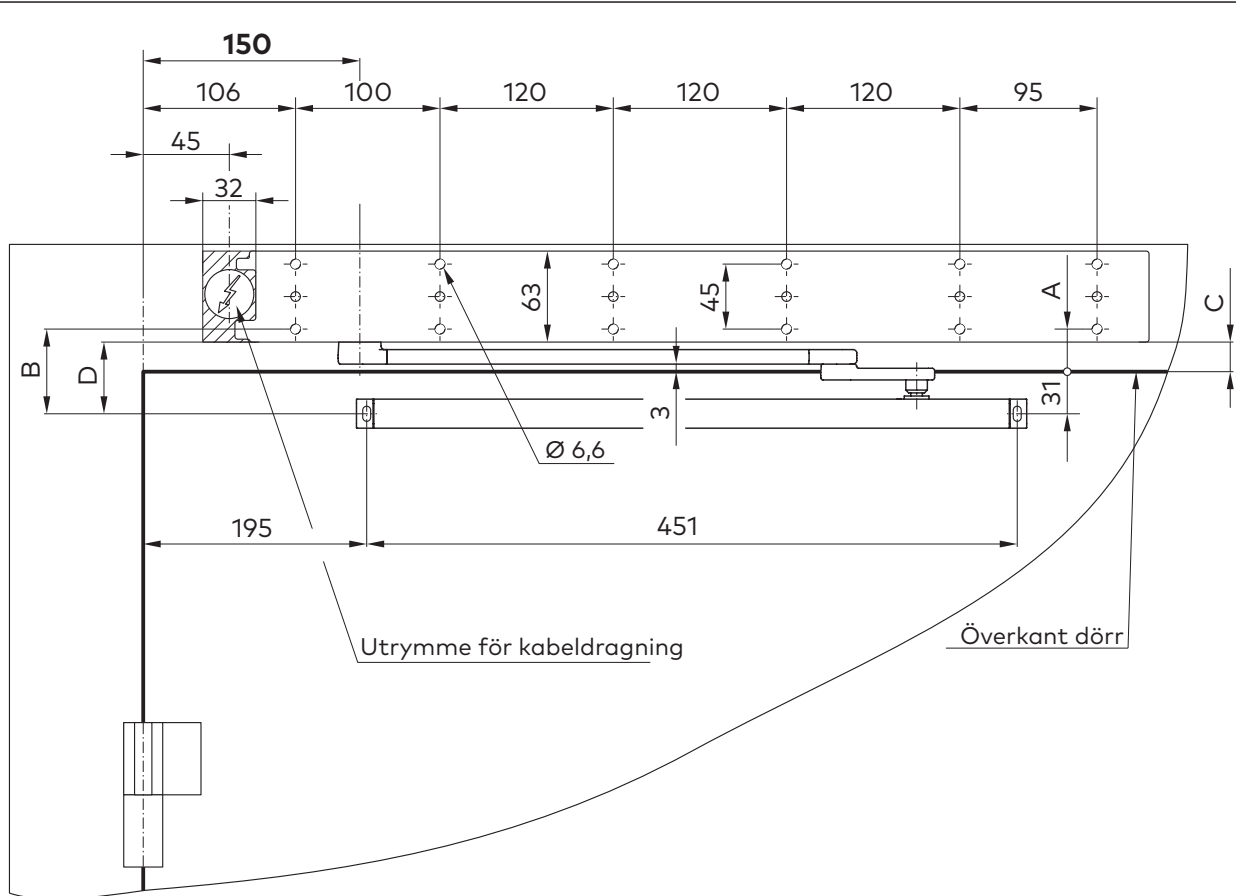 150
106 100 120 120 120 95
45
32
63
45
A
C
B
D
3
31
Ø 6,6
195 451
Utrymme för kabeldragning
Överkant dörr